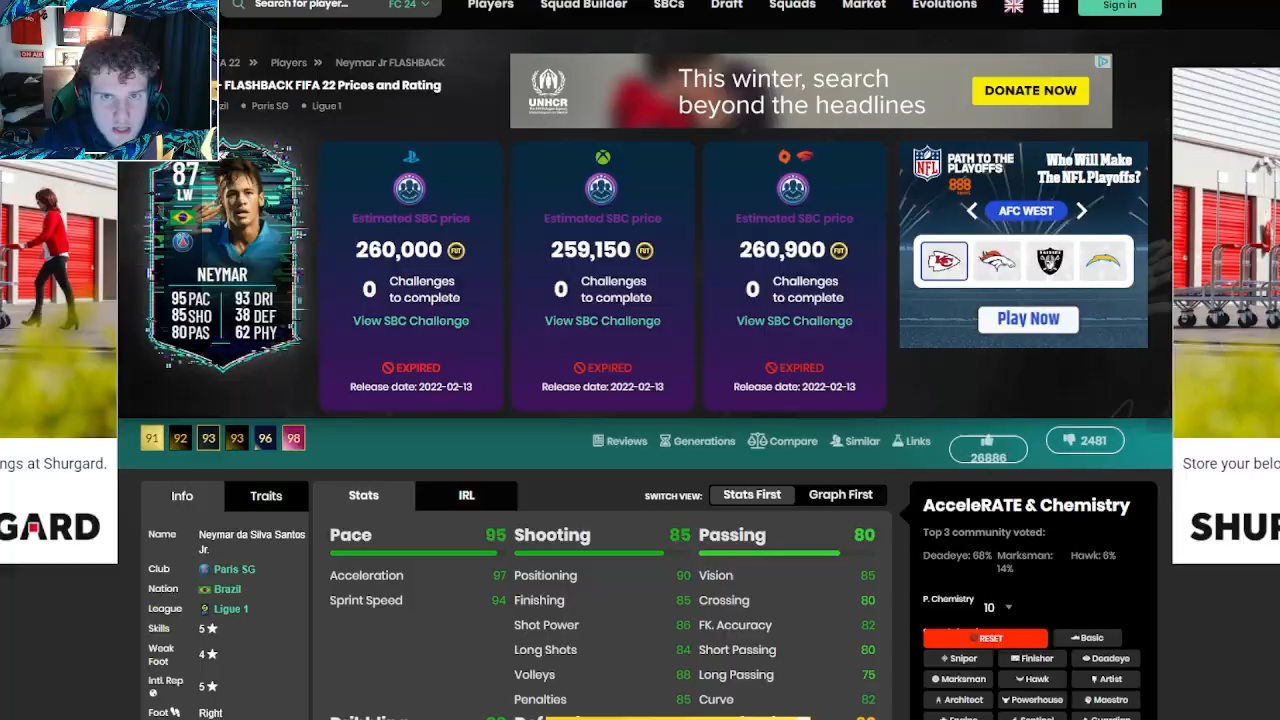 Search for player...
FC 24
Players
Squad Builder
SBCs
Draft
Squads
Market
Evolutions
Sign in
ON AIR
A 22 » Players » Neymar Jr FLASHBACK
FLASHBACK FIFA 22 Prices and Rating
Paris SG
Ligue 1
UNHCR
This winter, search
beyond the headlines
DONATE NOW
87
LW
NEYMAR
95 PAC 93 DRI
85 SHO 38 DEF
80 PAS 62 PHY
Estimated SBC price
260,000
FUT
0 Challenges
to complete
View SBC Challenge
EXPIRED
Release date: 2022-02-13
Estimated SBC price
259,150
FUT
0 Challenges
to complete
View SBC Challenge
EXPIRED
Release date: 2022-02-13
Estimated SBC price
260,900
FUT
0 Challenges
to complete
View SBC Challenge
EXPIRED
Release date: 2022-02-13
NFL
PATH TO THE
PLAYOFFS
888
Who Will Make
The NFL Playoffs?
AFC WEST
Play Now
91 92 93 93 96 98
Reviews
Generations
Compare
Similar
Links
26886
2481
ngs at Shurgard.
GARD
Store your belo
SHUR
Info
Traits
Name Neymar da Silva Santos
Jr.
Club Paris SG
Nation Brazil
League Ligue 1
Skills 5★
Weak
Foot 4★
Intl. Rep 5★
Foot Right
Stats
IRL
SWITCH VIEW:
Stats First
Graph First
Pace 95
Acceleration 97
Sprint Speed 94
Shooting 85
Positioning 90
Finishing 85
Shot Power 86
Long Shots 84
Volleys 88
Penalties 85
Passing 80
Vision 85
Crossing 80
FK. Accuracy 82
Short Passing 80
Long Passing 75
Curve 82
AcceleRATE & Chemistry
Top 3 community voted:
Deadeye: 68% Marksman: 14% Hawk: 6%
P. Chemistry 10
RESET
Basic
Sniper
Finisher
Deadeye
Marksman
Hawk
Artist
Architect
Powerhouse
Maestro